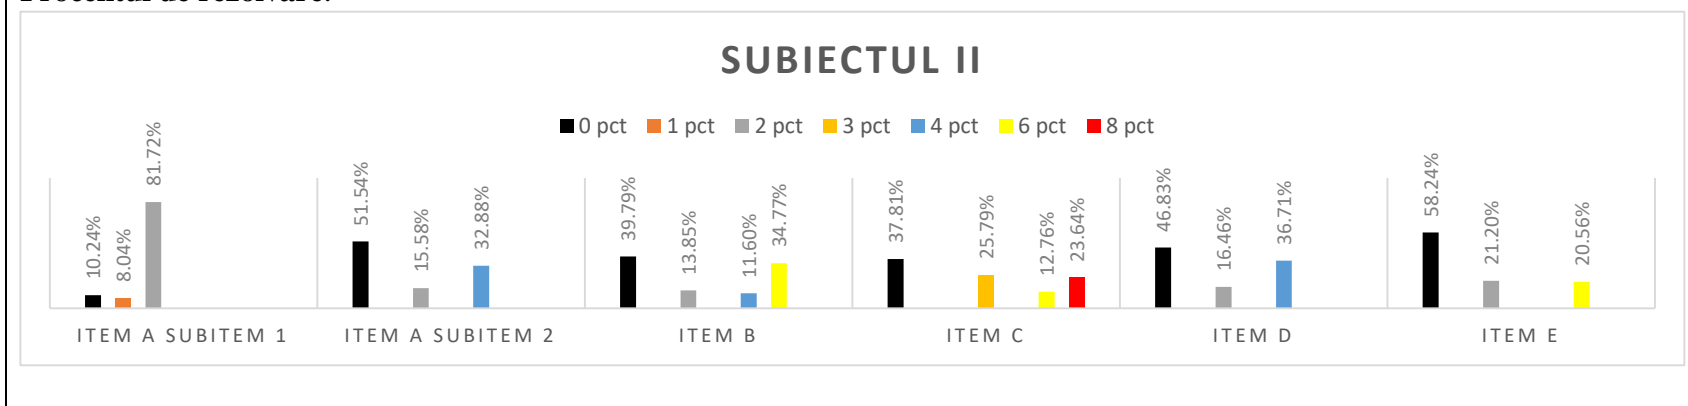 Procentul de rezolvare:
SUBIECTUL II
0 pct 1 pct 2 pct 3 pct 4 pct 6 pct 8 pct
10.24% 8.04% 81.72% 51.54% 15.58% 32.88% 39.79% 13.85% 11.60% 34.77% 37.81% 25.79% 12.76% 23.64% 46.83% 16.46% 36.71% 58.24% 21.20% 20.56%
ITEM A SUBITEM 1 ITEM A SUBITEM 2 ITEM B ITEM C ITEM D ITEM E